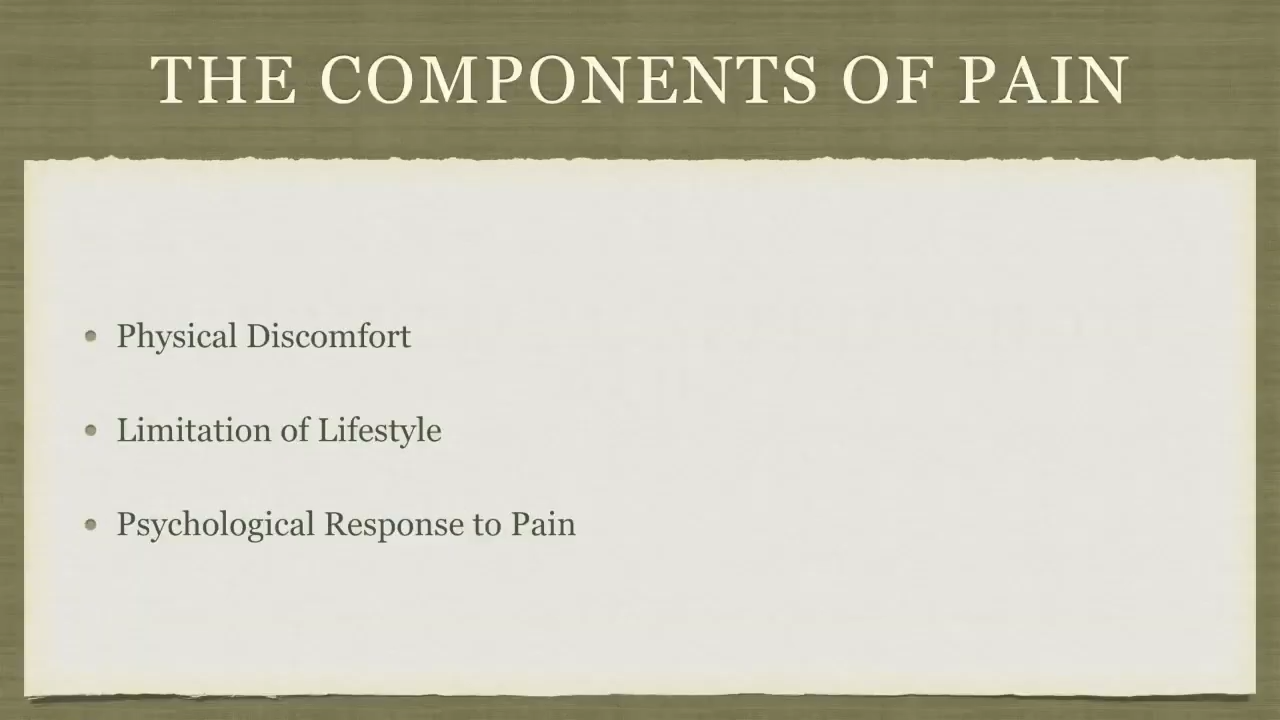 THE COMPONENTS OF PAIN
• Physical Discomfort
• Limitation of Lifestyle
• Psychological Response to Pain